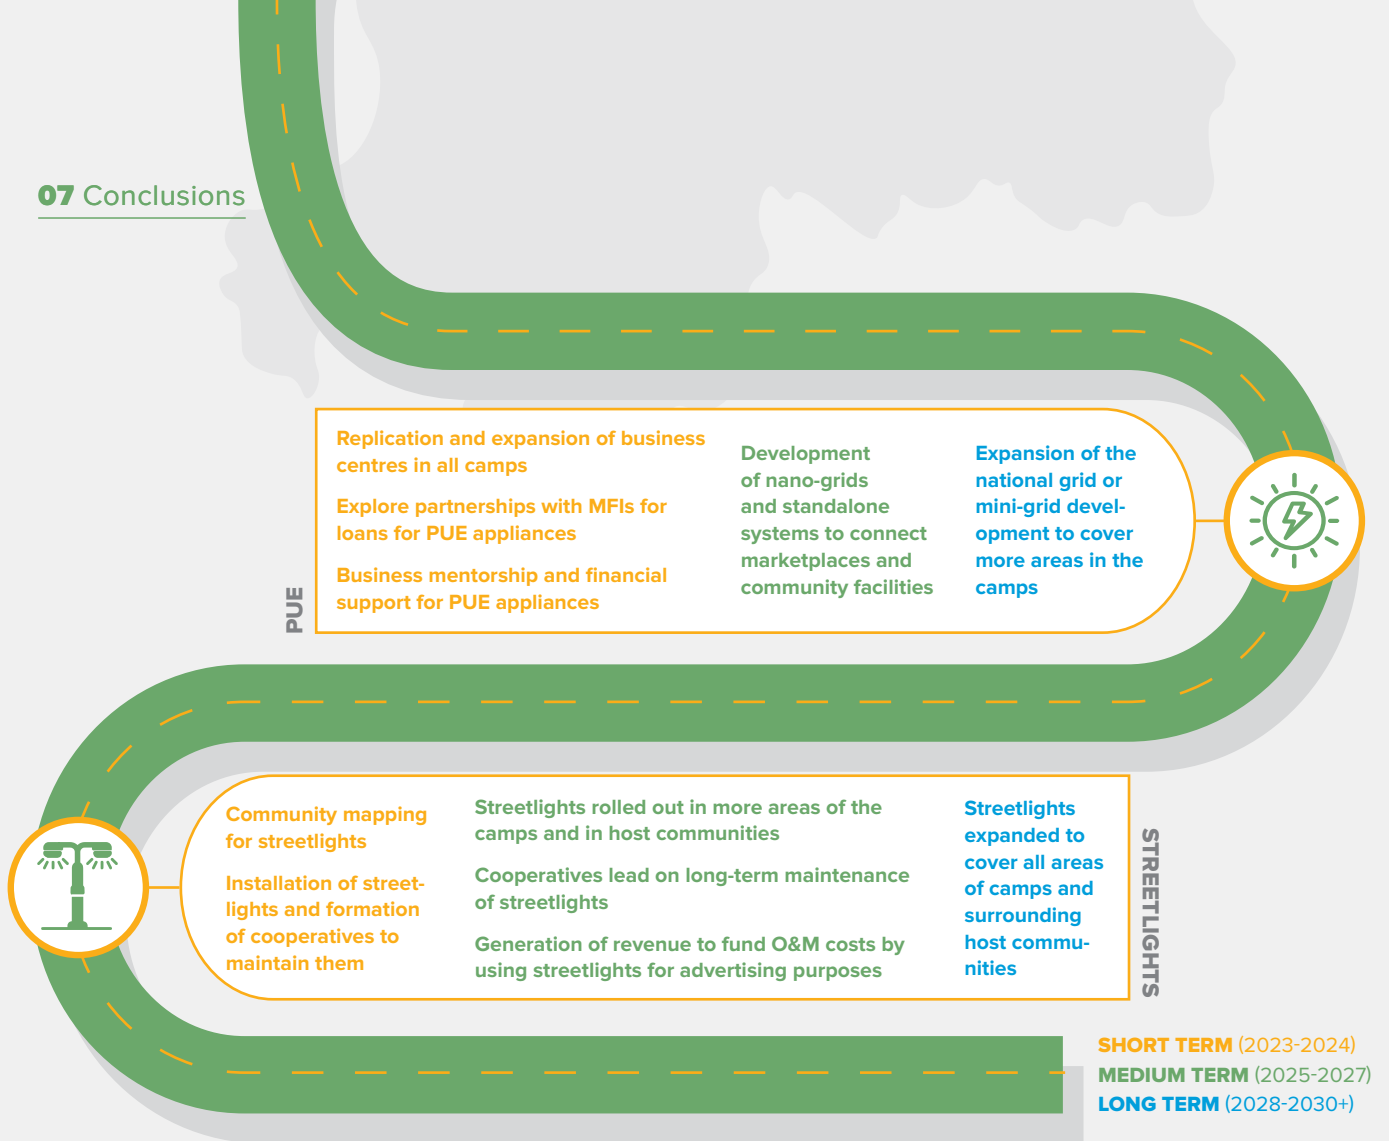 07 Conclusions
Replication and expansion of business
centres in all camps
Explore partnerships with MFIs for
loans for PUE appliances
Business mentorship and financial
support for PUE appliances
Development
of nano-grids
and standalone
systems to connect
marketplaces and
community facilities
Expansion of the
national grid or
mini-grid devel-
opment to cover
more areas in the
camps
PUE
Community mapping
for streetlights
Installation of street-
lights and formation
of cooperatives to
maintain them
Streetlights rolled out in more areas of the
camps and in host communities
Cooperatives lead on long-term maintenance
of streetlights
Generation of revenue to fund O&M costs by
using streetlights for advertising purposes
Streetlights
expanded to
cover all areas
of camps and
surrounding
host commu-
nities
STREETLIGHTS
SHORT TERM (2023-2024)
MEDIUM TERM (2025-2027)
LONG TERM (2028-2030+)